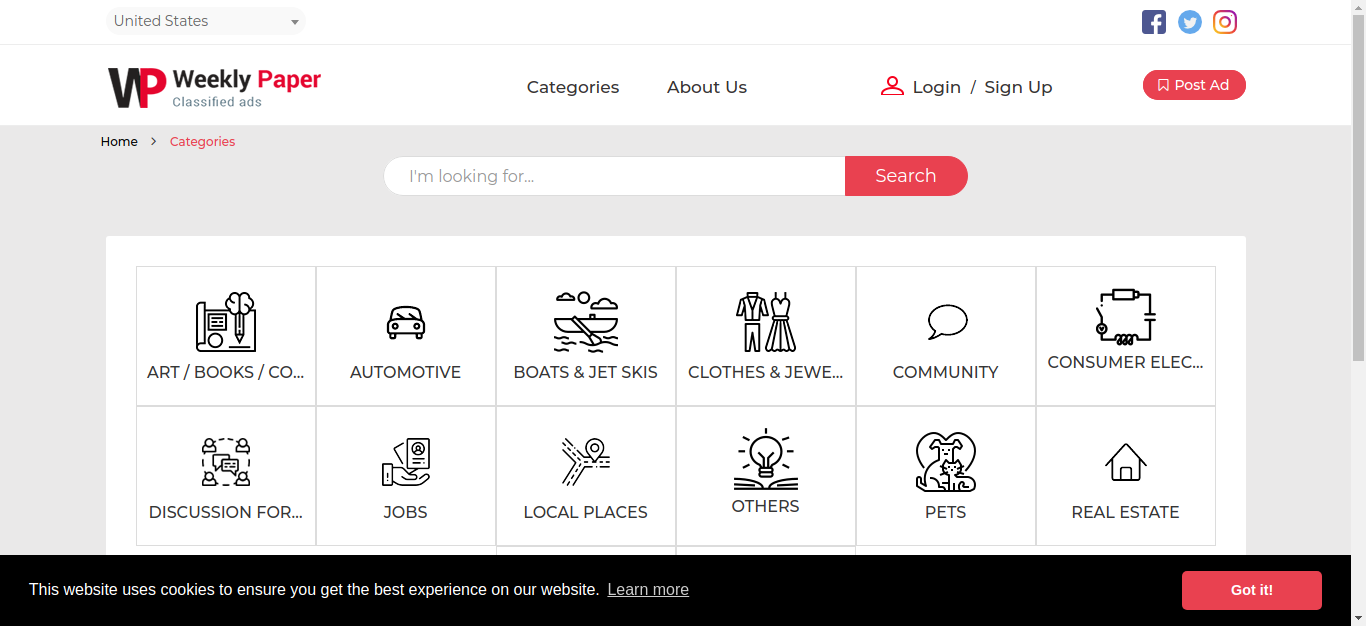 United States
WP Weekly Paper
Classified ads
Categories
About Us
Login / Sign Up
Post Ad
Home > Categories
I'm looking for...
Search
ART / BOOKS / CO...
AUTOMOTIVE
BOATS & JET SKIS
CLOTHES & JEWE...
COMMUNITY
CONSUMER ELEC...
DISCUSSION FOR...
JOBS
LOCAL PLACES
OTHERS
PETS
REAL ESTATE
This website uses cookies to ensure you get the best experience on our website. Learn more
Got it!